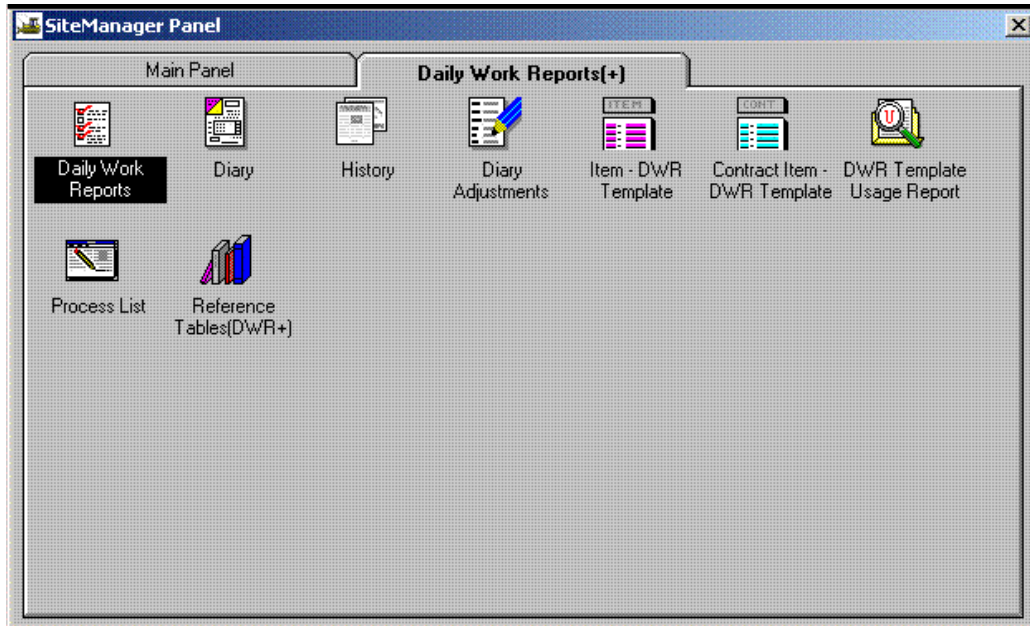 SiteManager Panel
Main Panel
Daily Work Reports(+)
ITEM
CONT
U
Daily Work
Reports
Diary
History
Diary
Adjustments
Item - DWR
Template
Contract Item -
DWR Template
DWR Template
Usage Report
Process List
Reference
Tables(DWR+)